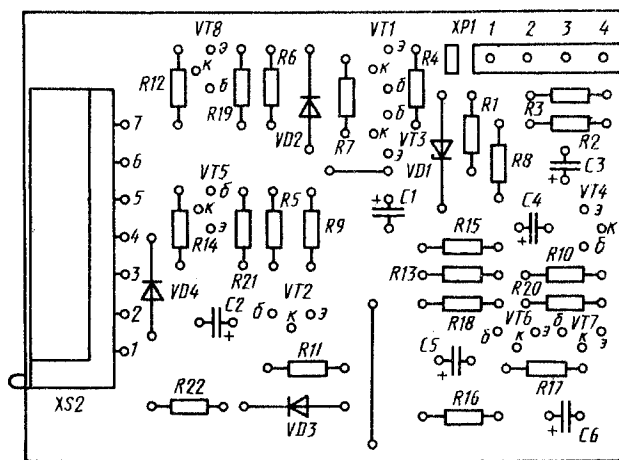 VT8 э R6 VT1 э R4 XP1 1 2 3 4
к б к б
R12 R19 VD2 R7 б к э VT3 VD1 R1 R8 R3 R2 C3
7
6
5
4
3
2
1
VT5 б к э R5 R9 C1 + C4 + VT4 э к б
R14 R21 R15
VD4 R13 R10
C2 + VT2 б к э R18 R20
б VT6 э б VT7 э
к к
R11 C5 + R17
R22 VD3 R16 + C6
XS2